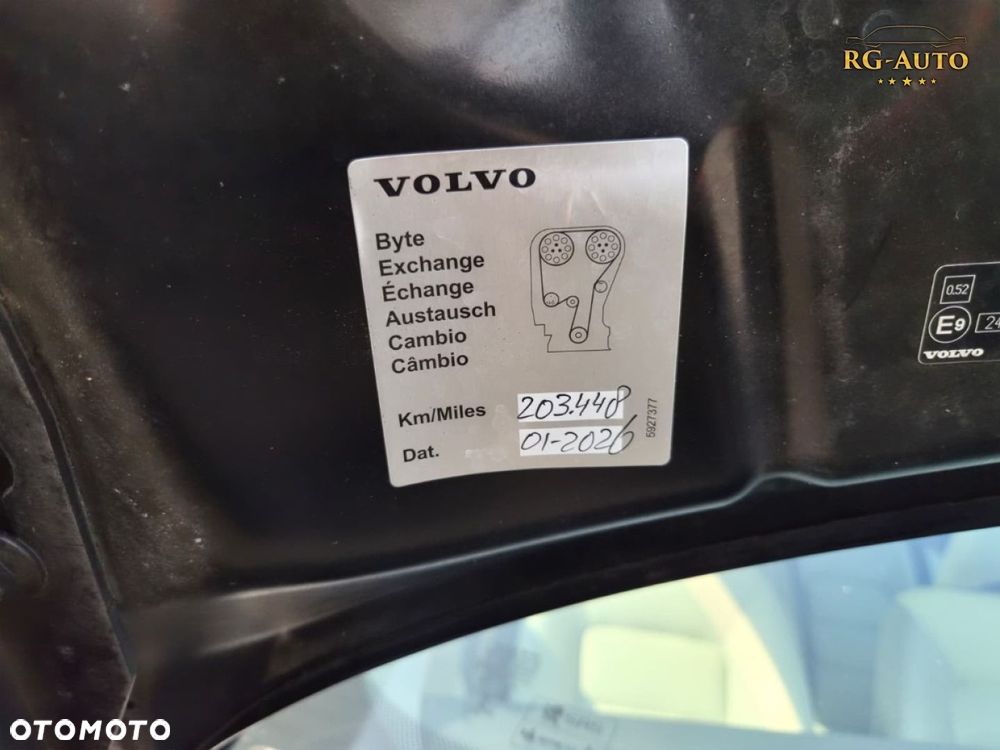 RG-AUTO
VOLVO
Byte
Exchange
Échange
Austausch
Cambio
Câmbio
Km/Miles 203.448
Dat. 01-2026
5927377
0.52
E9 24
VOLVO
OTOMOTO